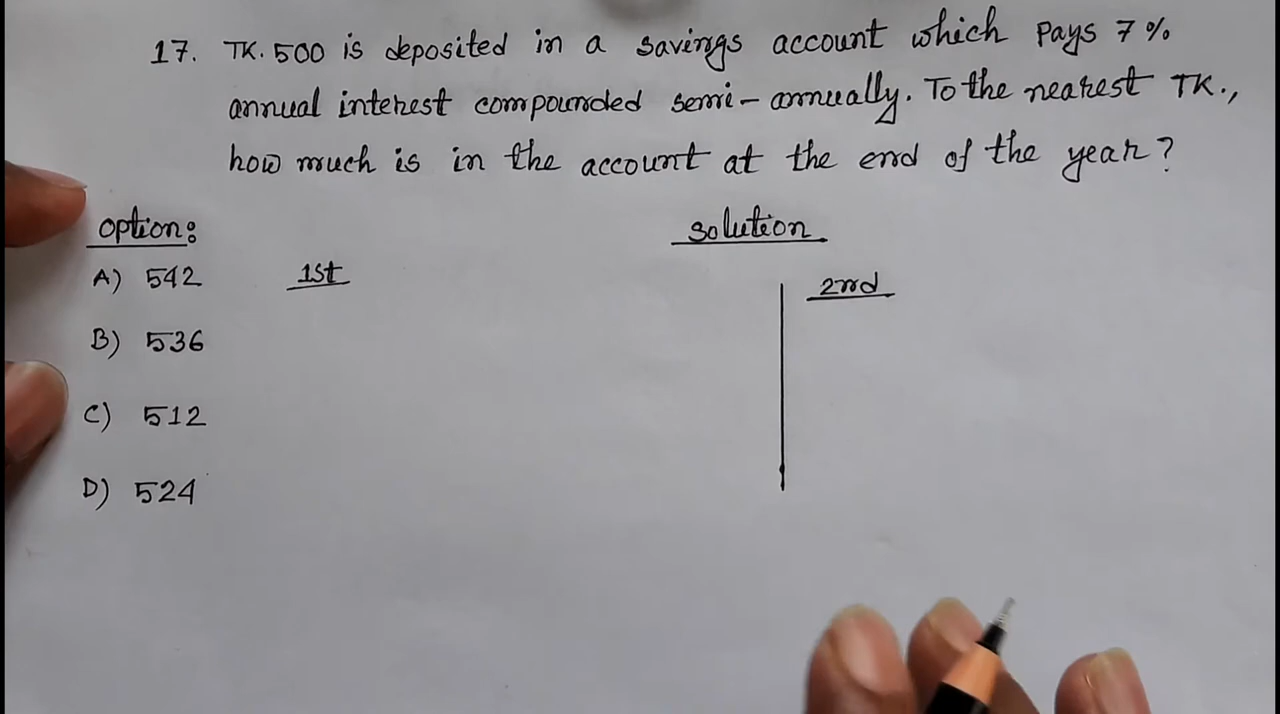 17. TK. 500 is deposited in a savings account which pays 7%
annual interest compounded semi-annually. To the nearest TK.,
how much is in the account at the end of the year?
option:
A) 542
B) 536
C) 512
D) 524
solution
1st
2nd